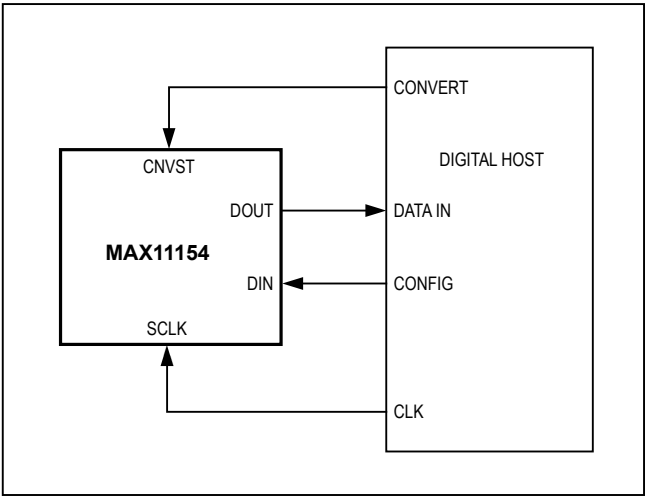 CONVERT
DIGITAL HOST
CNVST
DOUT
DATA IN
MAX11154
DIN
CONFIG
SCLK
CLK